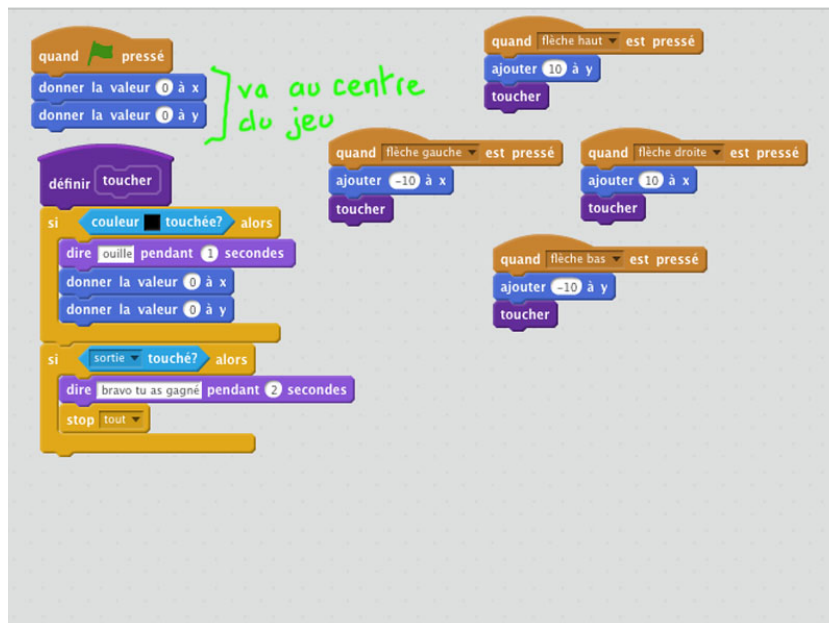 quand pressé
donner la valeur 0 à x
donner la valeur 0 à y
va au centre
du jeu
définir toucher
si couleur touchée? alors
dire ouille pendant 1 secondes
donner la valeur 0 à x
donner la valeur 0 à y
si sortie touché? alors
dire bravo tu as gagné pendant 2 secondes
stop tout
quand flèche haut est pressé
ajouter 10 à y
toucher
quand flèche gauche est pressé
ajouter -10 à x
toucher
quand flèche droite est pressé
ajouter 10 à x
toucher
quand flèche bas est pressé
ajouter -10 à y
toucher